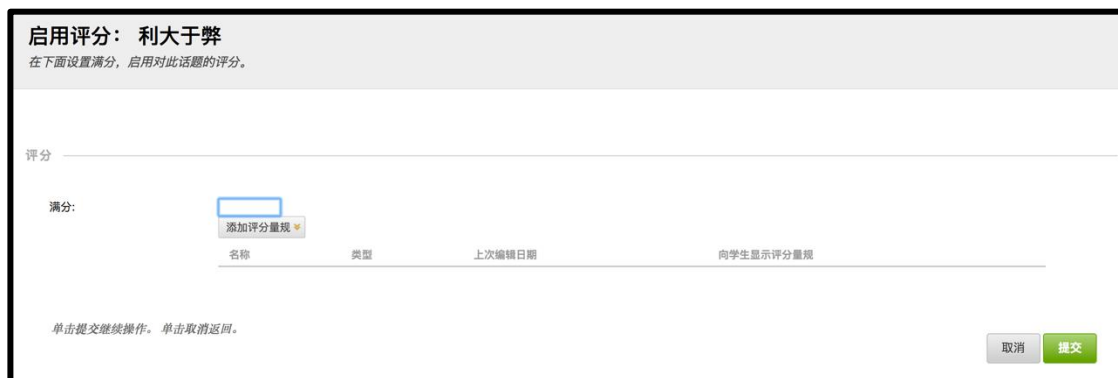 启用评分： 利大于弊
在下面设置满分，启用对此话题的评分。
评分
满分:
添加评分量规
名称 类型 上次编辑日期 向学生显示评分量规
单击提交继续操作。 单击取消返回。
取消 提交